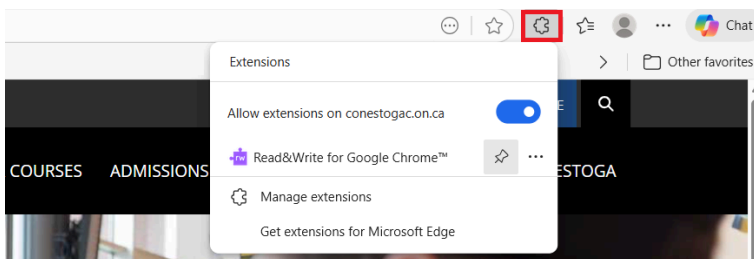 Chat
Extensions
Other favorites
Allow extensions on conestogac.on.ca
E
Read&Write for Google Chrome™
COURSES ADMISSIONS ESTOGA
Manage extensions
Get extensions for Microsoft Edge